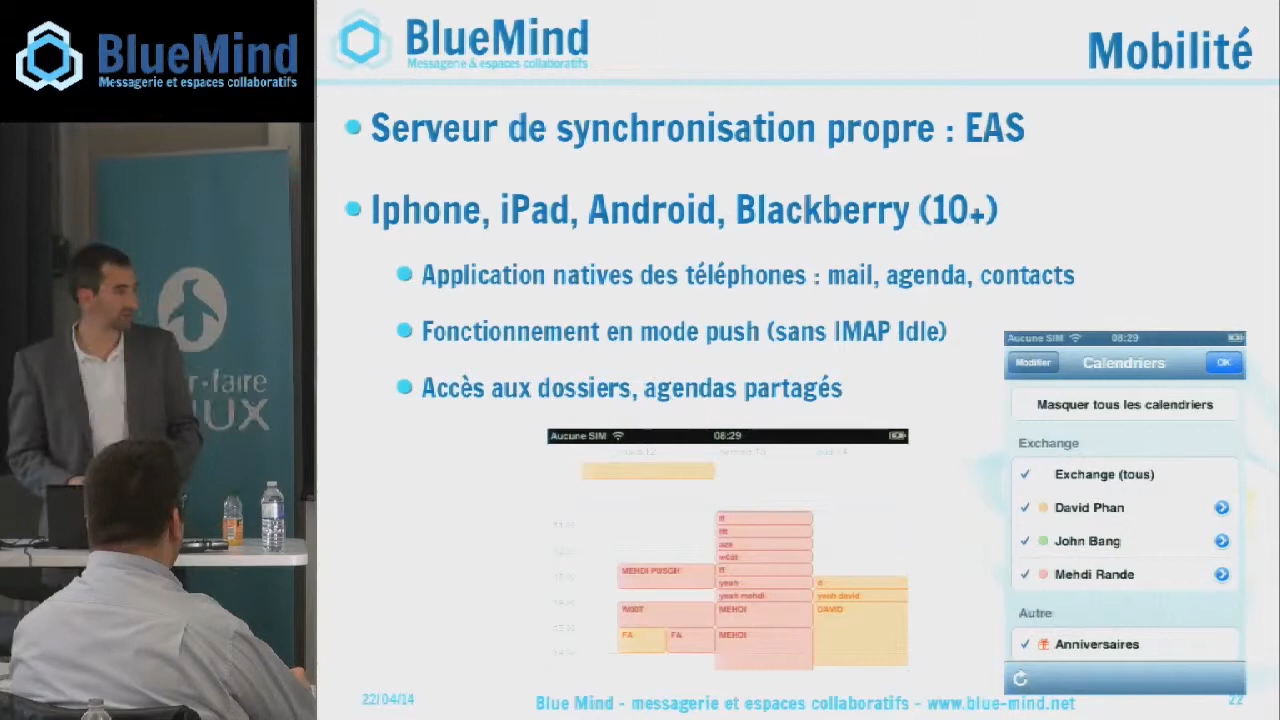 BlueMind
Messagerie et espaces collaboratifs
BlueMind
Messagerie & espaces collaboratifs
Mobilité
• Serveur de synchronisation propre : EAS
• Iphone, iPad, Android, Blackberry (10+)
• Application natives des téléphones : mail, agenda, contacts
• Fonctionnement en mode push (sans IMAP Idle)
• Accès aux dossiers, agendas partagés
r-faire
UX
Aucune SIM 08:29
MEHDI PUSGH
yeah
yeah mehdi
yeah david
MEHDI
DAVID
FA
FA
MEHDI
Aucune SIM 08:29
Modifier Calendriers OK
Masquer tous les calendriers
Exchange
Exchange (tous)
David Phan
John Bang
Mehdi Rande
Autre
Anniversaires
22/04/14 Blue Mind - messagerie et espaces collaboratifs - www.blue-mind.net 22